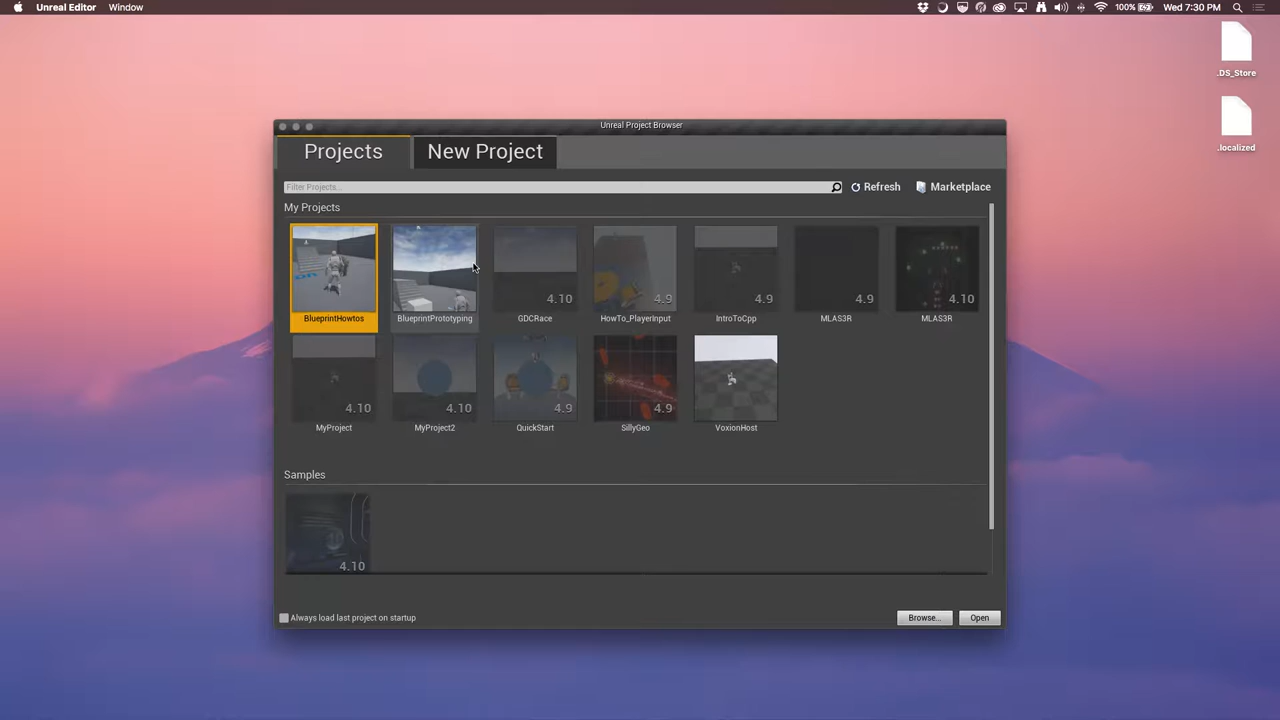 Unreal Editor Window 100% Wed 7:30 PM
.DS_Store
.localized
Unreal Project Browser
Projects New Project
Filter Projects... Refresh Marketplace
My Projects
4.10 4.9 4.9 4.9 4.10
BlueprintHowtos BlueprintPrototyping GDCRace HowTo_PlayerInput IntroToCpp MLAS3R MLAS3R
4.10 4.10 4.9 4.9
MyProject MyProject2 QuickStart SillyGeo VoxionHost
Samples
4.10
Always load last project on startup Browse... Open